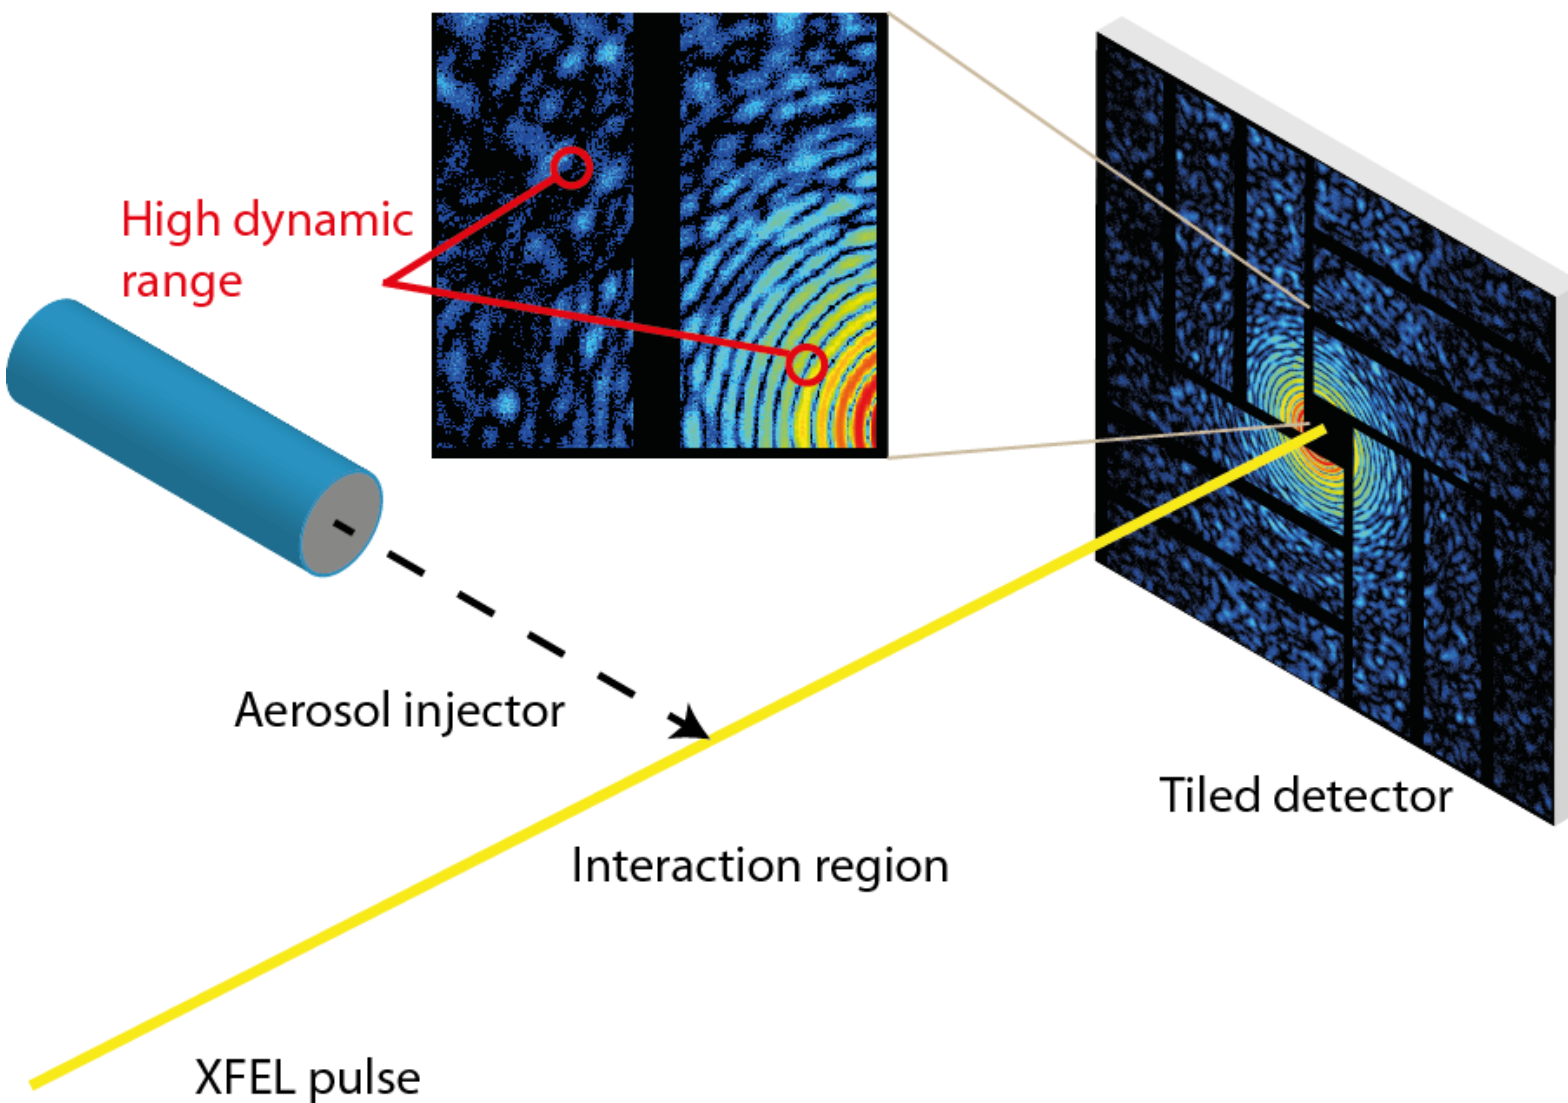 High dynamic
range
Aerosol injector
Tiled detector
Interaction region
XFEL pulse